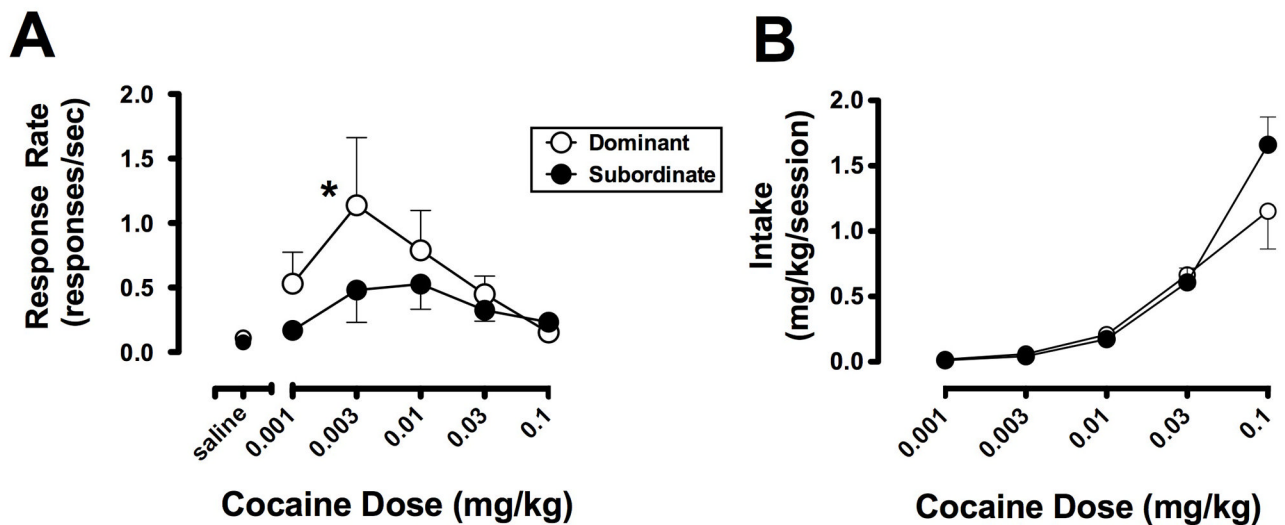 A
Response Rate
(responses/sec)
2.0
1.5
1.0
0.5
0.0
*
Dominant
Subordinate
saline
0.001
0.003
0.01
0.03
0.1
Cocaine Dose (mg/kg)
B
Intake
(mg/kg/session)
2.0
1.5
1.0
0.5
0.0
0.001
0.003
0.01
0.03
0.1
Cocaine Dose (mg/kg)